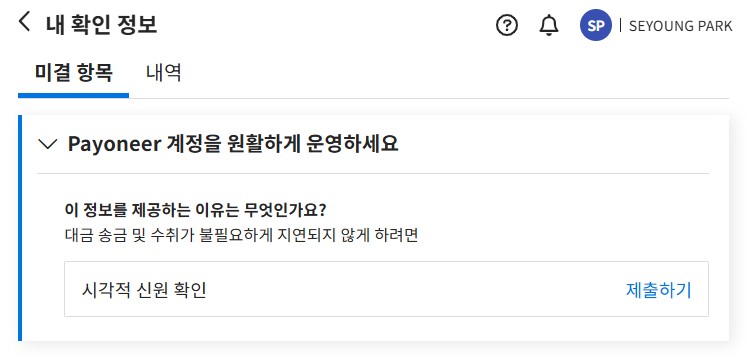 내 확인 정보
SP
SEYOUNG PARK
미결 항목
내역
Payoneer 계정을 원활하게 운영하세요
이 정보를 제공하는 이유는 무엇인가요?
대금 송금 및 수취가 불필요하게 지연되지 않게 하려면
시각적 신원 확인
제출하기